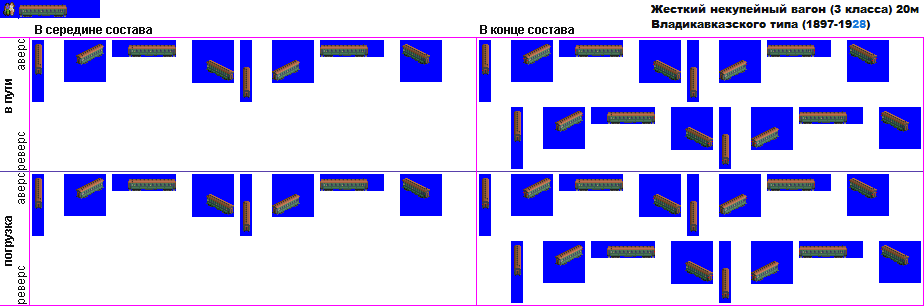 Жесткий некупейный вагон (3 класса) 20м
Владикавказского типа (1897-1928)
В середине состава
В конце состава
в пути
аверс
реверс
погрузка
аверс
реверс